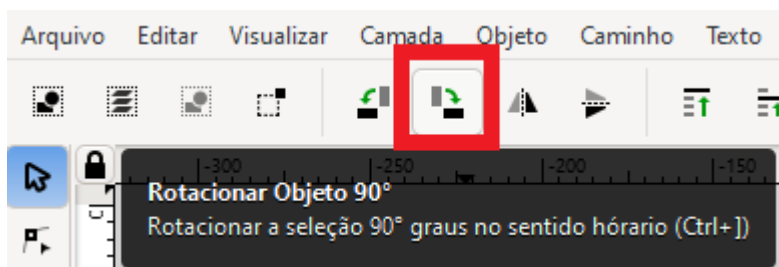 Arquivo Editar Visualizar Camada Objeto Caminho Texto
-300 -250 -200 -150
Rotacionar Objeto 90°
Rotacionar a seleção 90° graus no sentido hórario (Ctrl+])